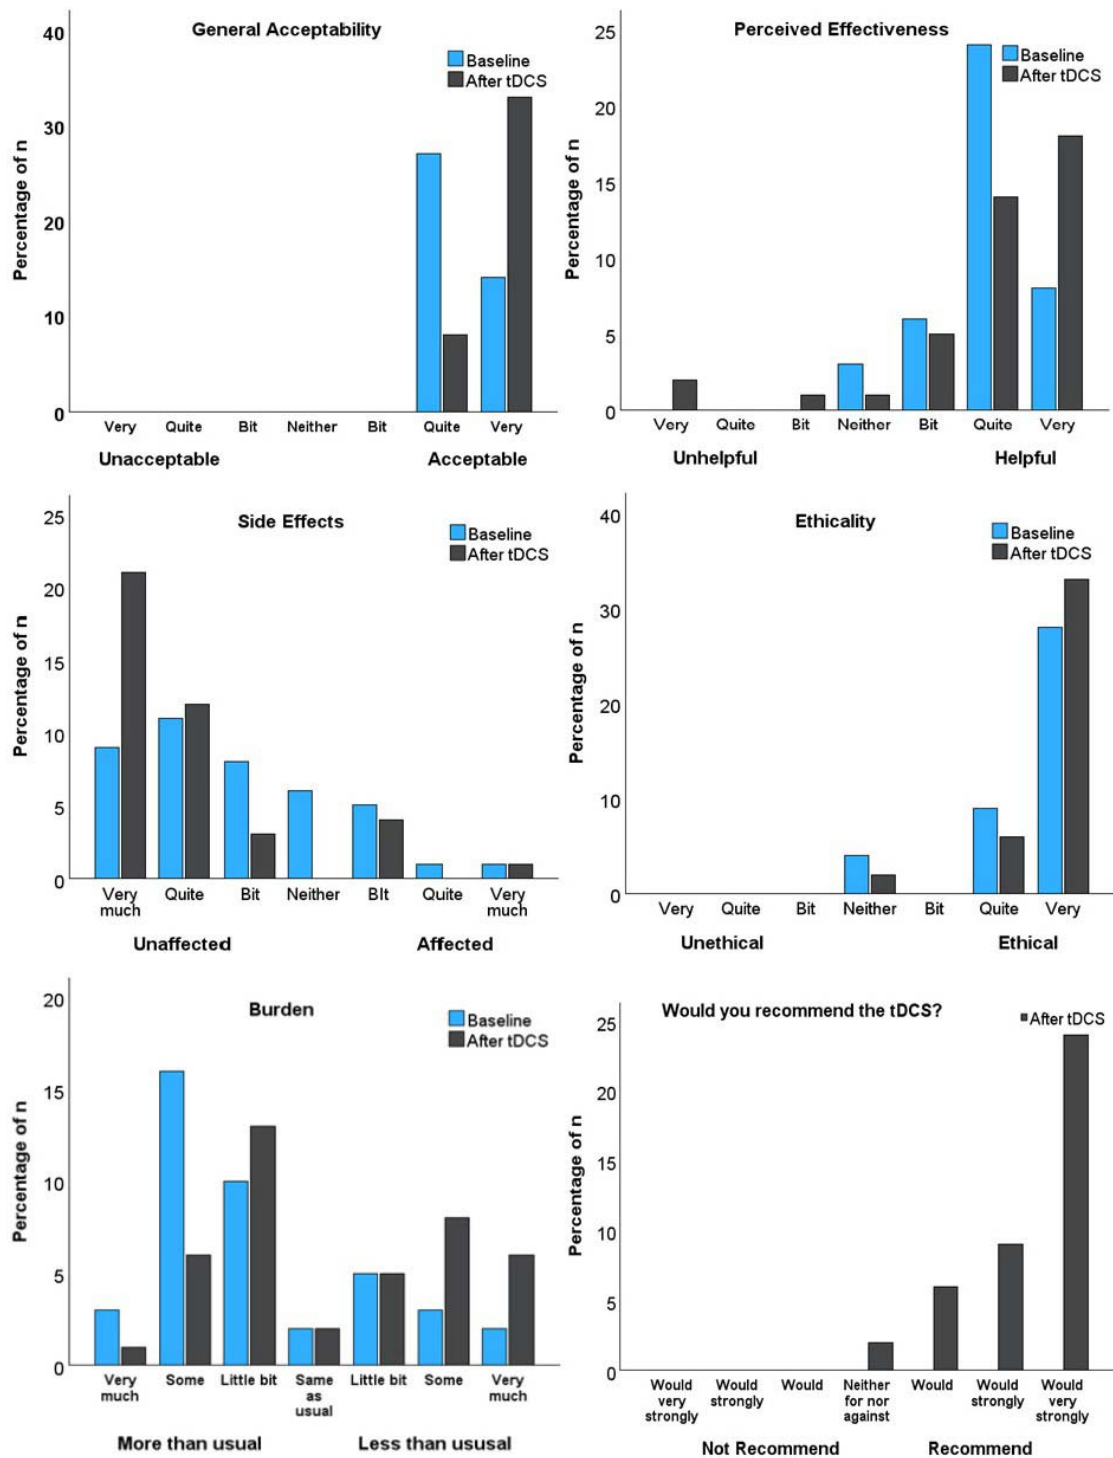 General Acceptability
Baseline
After tDCS
Percentage of n
40
30
20
10
0
Very Quite Bit Neither Bit Quite Very
Unacceptable Acceptable
Perceived Effectiveness
Baseline
After tDCS
Percentage of n
25
20
15
10
5
0
Very Quite Bit Neither Bit Quite Very
Unhelpful Helpful
Side Effects
Baseline
After tDCS
Percentage of n
25
20
15
10
5
0
Very much Quite Bit Neither BIt Quite Very much
Unaffected Affected
Ethicality
Baseline
After tDCS
Percentage of n
40
30
20
10
0
Very Quite Bit Neither Bit Quite Very
Unethical Ethical
Burden
Baseline
After tDCS
Percentage of n
20
15
10
5
0
Very much Some Little bit Same as usual Little bit Some Very much
More than usual Less than ususal
Would you recommend the tDCS?
After tDCS
Percentage of n
25
20
15
10
5
0
Would very strongly Would strongly Would Neither for nor against Would Would strongly Would very strongly
Not Recommend Recommend